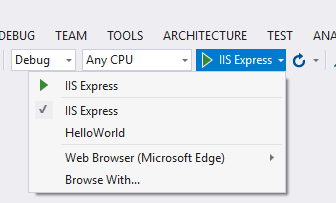 DEBUG TEAM TOOLS ARCHITECTURE TEST
Debug Any CPU IIS Express
IIS Express
IIS Express
HelloWorld
Web Browser (Microsoft Edge)
Browse With...